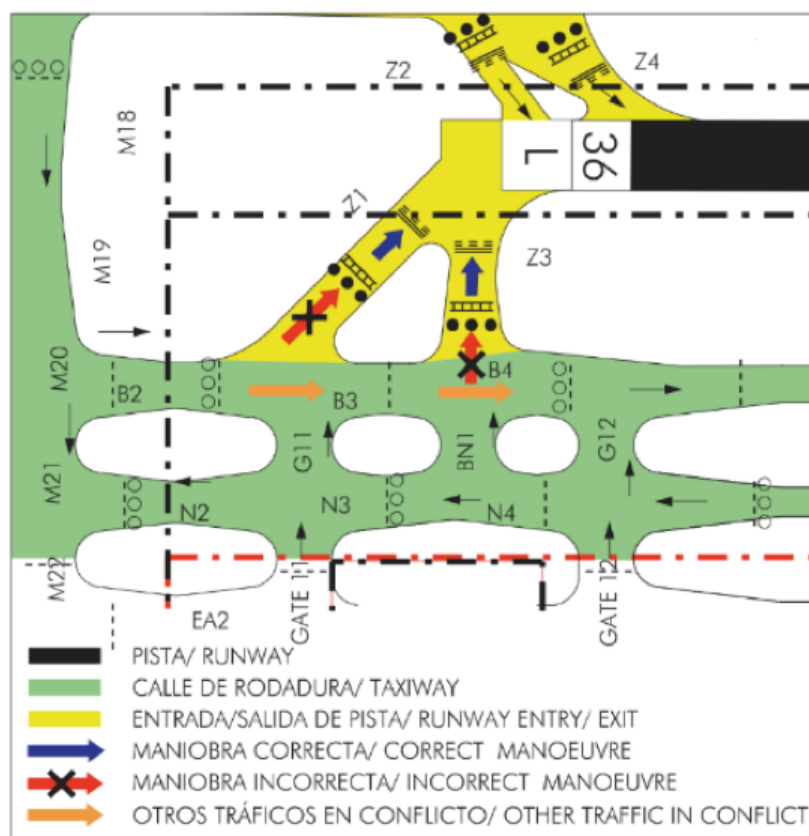 Z2
Z4
M18
L
36
Z1
Z3
M19
M20
B2
B3
B4
M21
G11
BN1
G12
N2
N3
N4
M22
EA2
GATE 11
GATE 12
PISTA/ RUNWAY
CALLE DE RODADURA/ TAXIWAY
ENTRADA/SALIDA DE PISTA/ RUNWAY ENTRY/ EXIT
MANIOBRA CORRECTA/ CORRECT MANOEUVRE
MANIOBRA INCORRECTA/ INCORRECT MANOEUVRE
OTROS TRÁFICOS EN CONFLICTO/ OTHER TRAFFIC IN CONFLICT